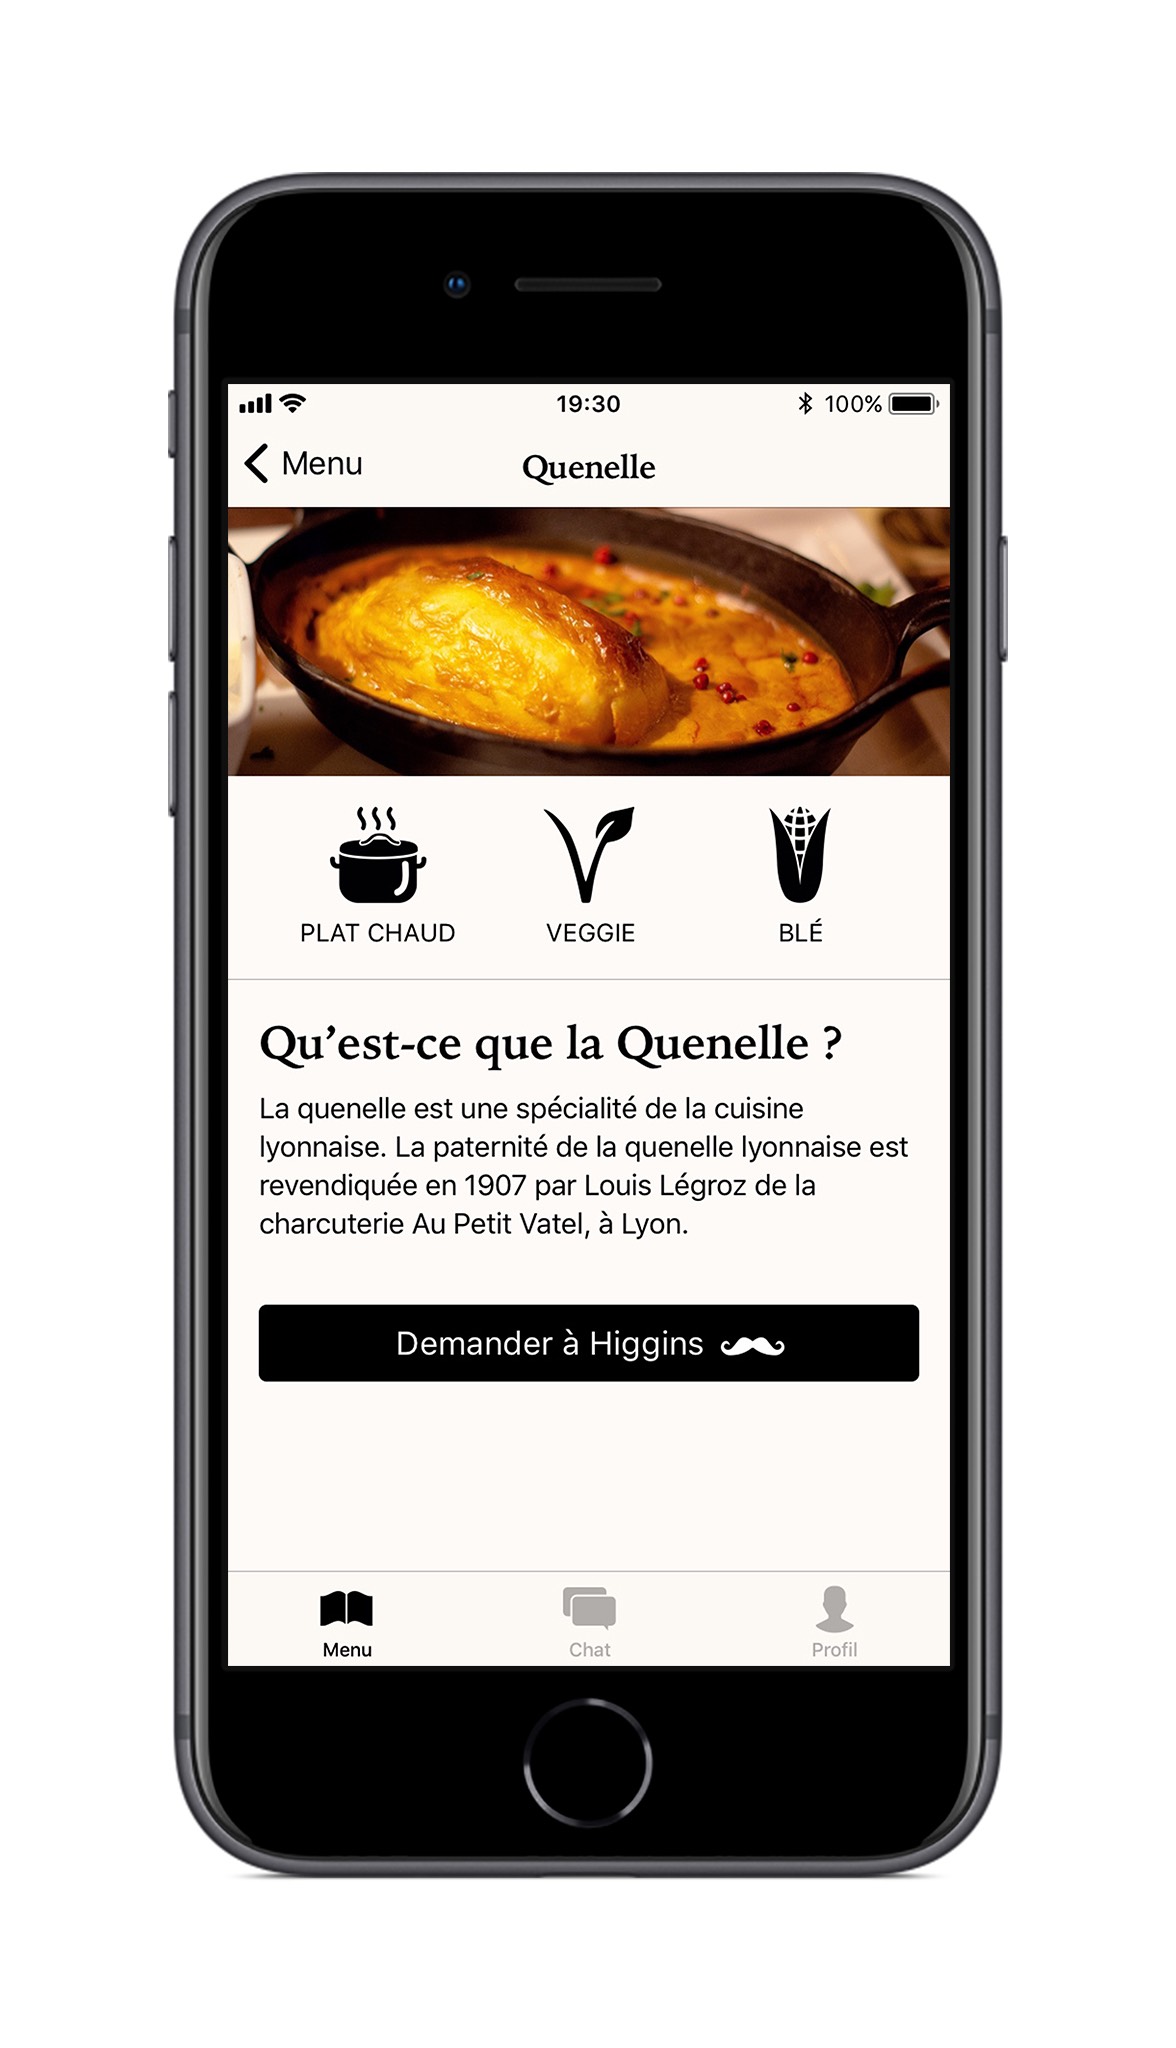 19:30
100%
Menu
Quenelle
PLAT CHAUD
VEGGIE
BLÉ
Qu’est-ce que la Quenelle ?
La quenelle est une spécialité de la cuisine
lyonnaise. La paternité de la quenelle lyonnaise est
revendiquée en 1907 par Louis Légroz de la
charcuterie Au Petit Vatel, à Lyon.
Demander à Higgins
Menu
Chat
Profil